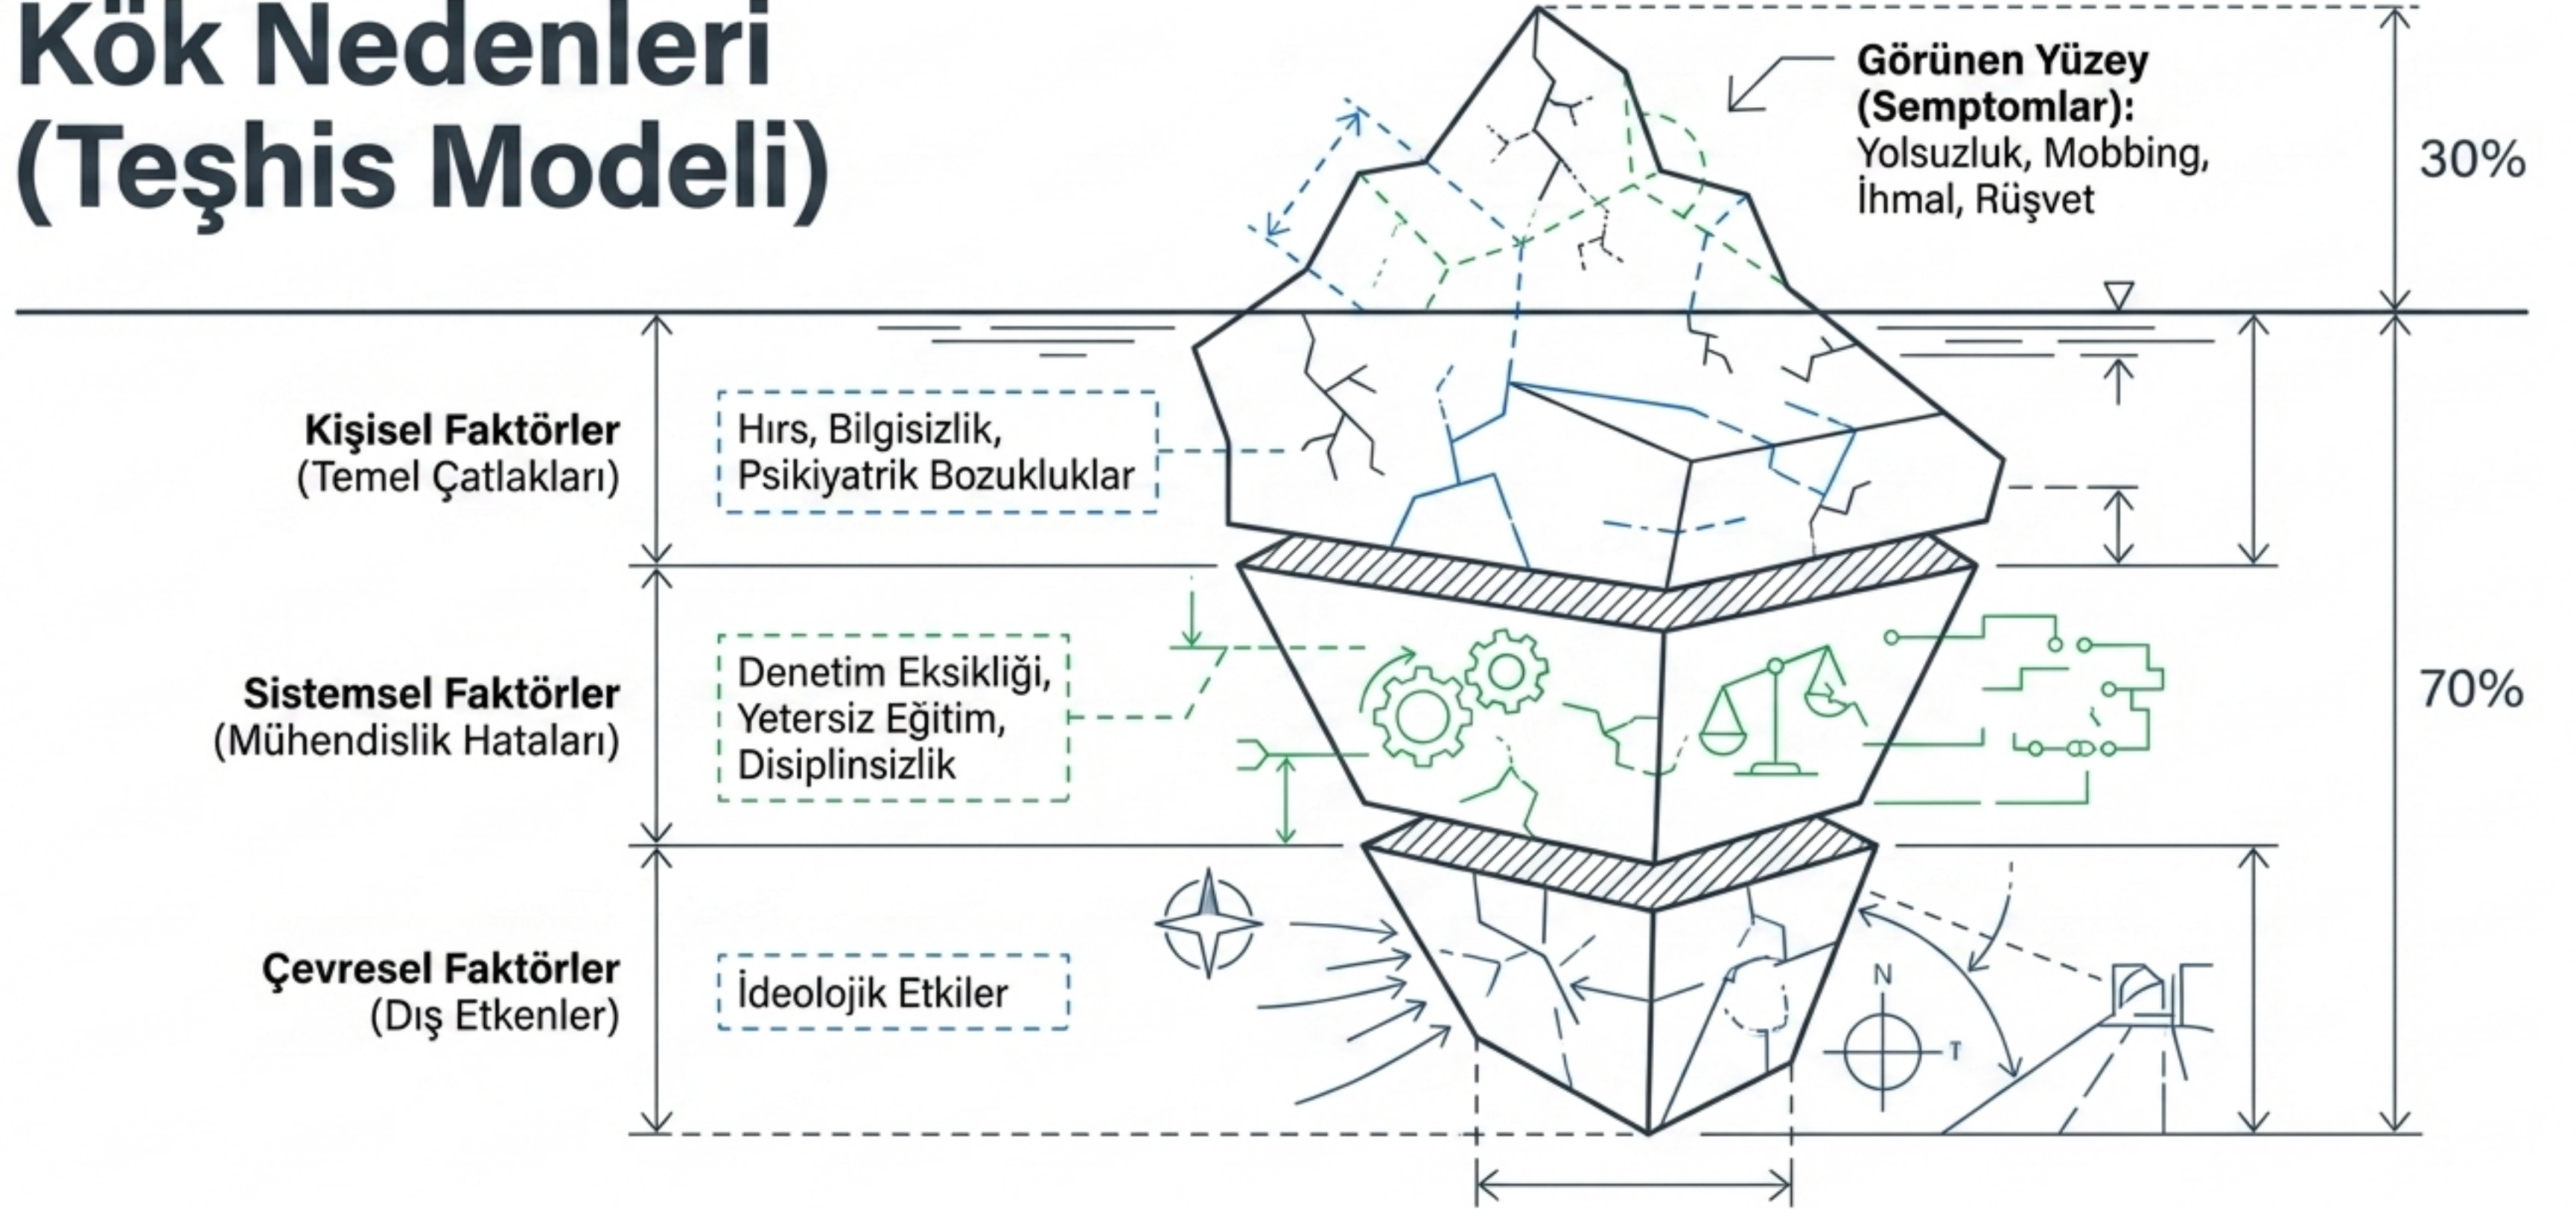 Kök Nedenleri
(Teşhis Modeli)
Görünen Yüzey
(Semptomlar):
Yolsuzluk, Mobbing,
İhmal, Rüşvet
30%
Kişisel Faktörler
(Temel Çatlakları)
Hırs, Bilgisizlik,
Psikiyatrik Bozukluklar
Sistemsel Faktörler
(Mühendislik Hataları)
Denetim Eksikliği,
Yetersiz Eğitim,
Disiplinsizlik
70%
Çevresel Faktörler
(Dış Etkenler)
İdeolojik Etkiler
N
T